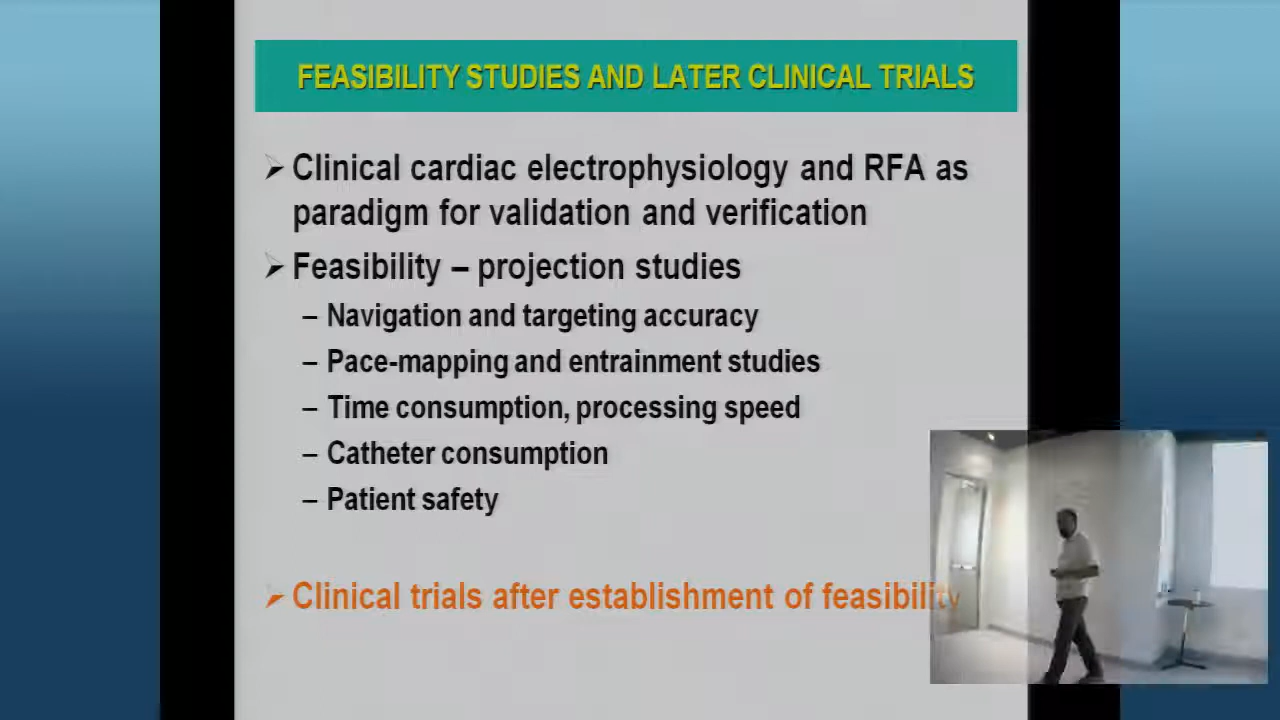 FEASIBILITY STUDIES AND LATER CLINICAL TRIALS
➢ Clinical cardiac electrophysiology and RFA as
paradigm for validation and verification
➢ Feasibility – projection studies
– Navigation and targeting accuracy
– Pace-mapping and entrainment studies
– Time consumption, processing speed
– Catheter consumption
– Patient safety
➢ Clinical trials after establishment of feasibility